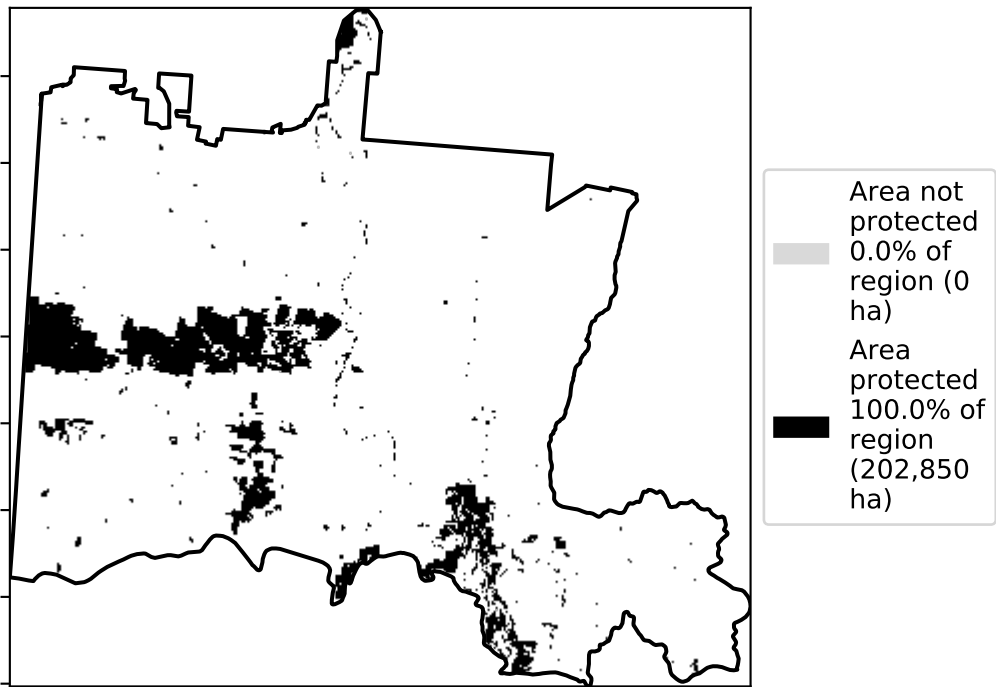 Area not
protected
0.0% of
region (0
ha)
Area
protected
100.0% of
region
(202,850
ha)